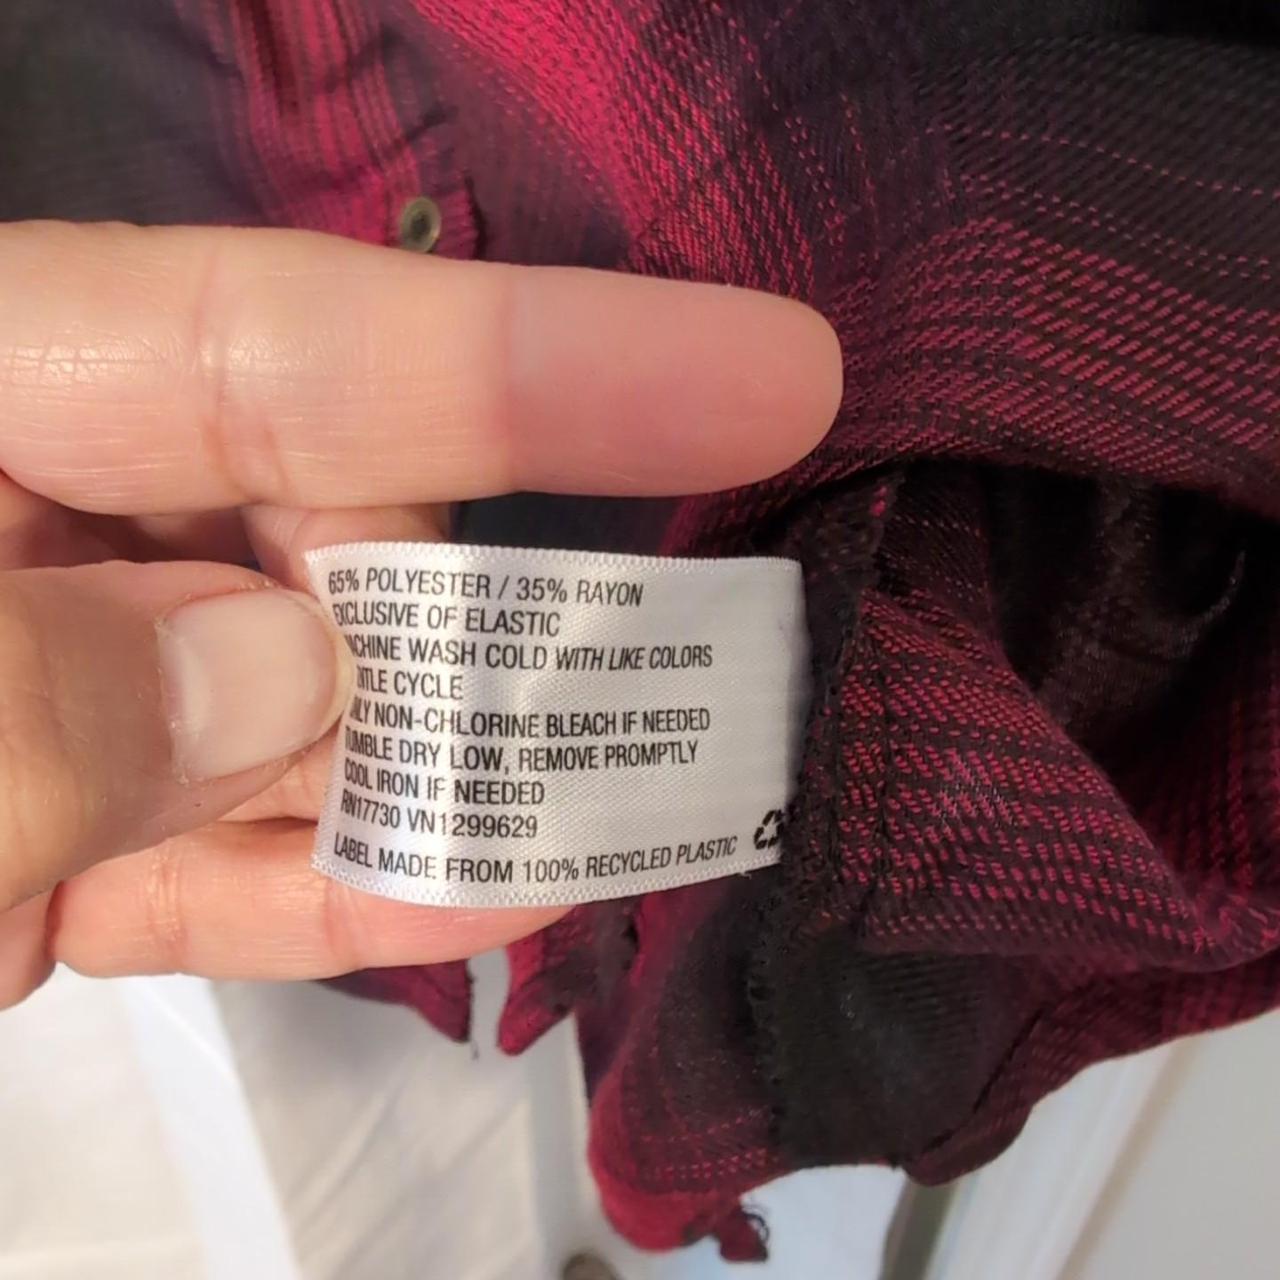 65% POLYESTER / 35% RAYON
EXCLUSIVE OF ELASTIC
CHINE WASH COLD WITH LIKE COLORS
TLE CYCLE
LY NON-CHLORINE BLEACH IF NEEDED
TUMBLE DRY LOW, REMOVE PROMPTLY
COOL IRON IF NEEDED
RN17730 VN1299629
LABEL MADE FROM 100% RECYCLED PLASTIC